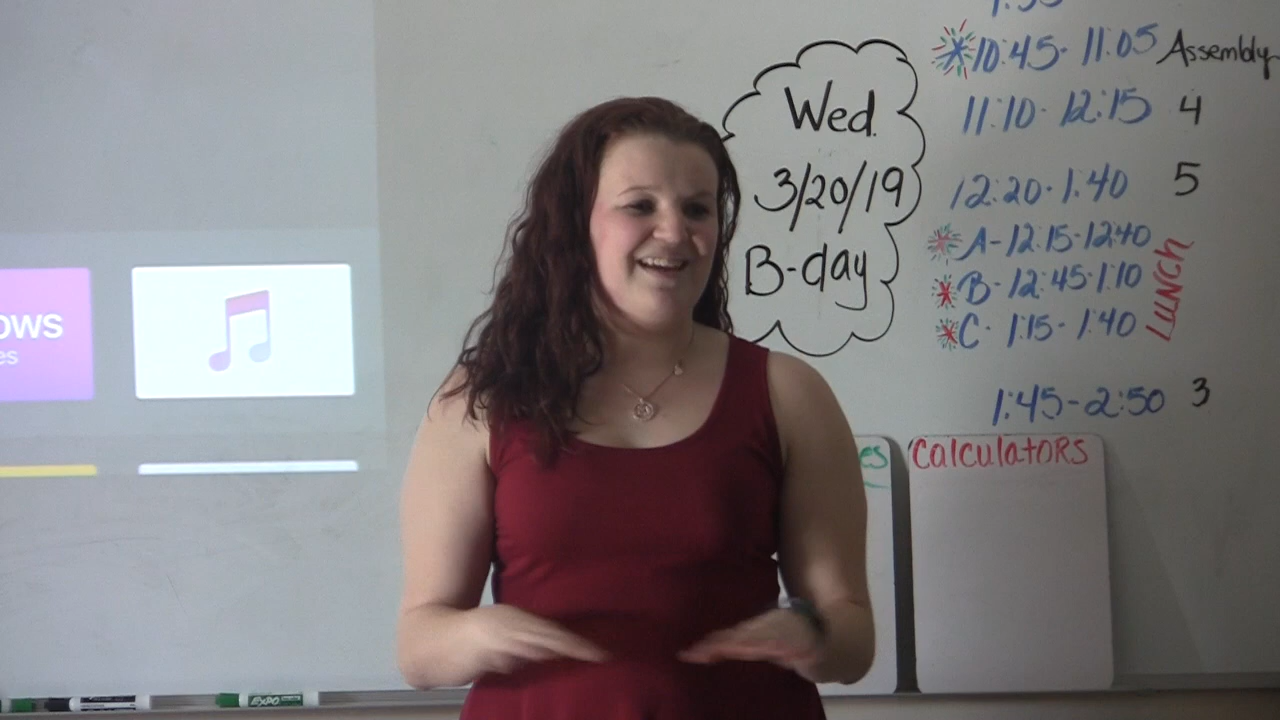 ows
es
Wed.
3/20/19
B-day
10:45-11:05 Assembly
11:10-12:15 4
12:20-1:40 5
A-12:15-12:40
B-12:45-1:10
C-1:15-1:40
LUNCH
1:45-2:50 3
es
CalculatORS
EXPO